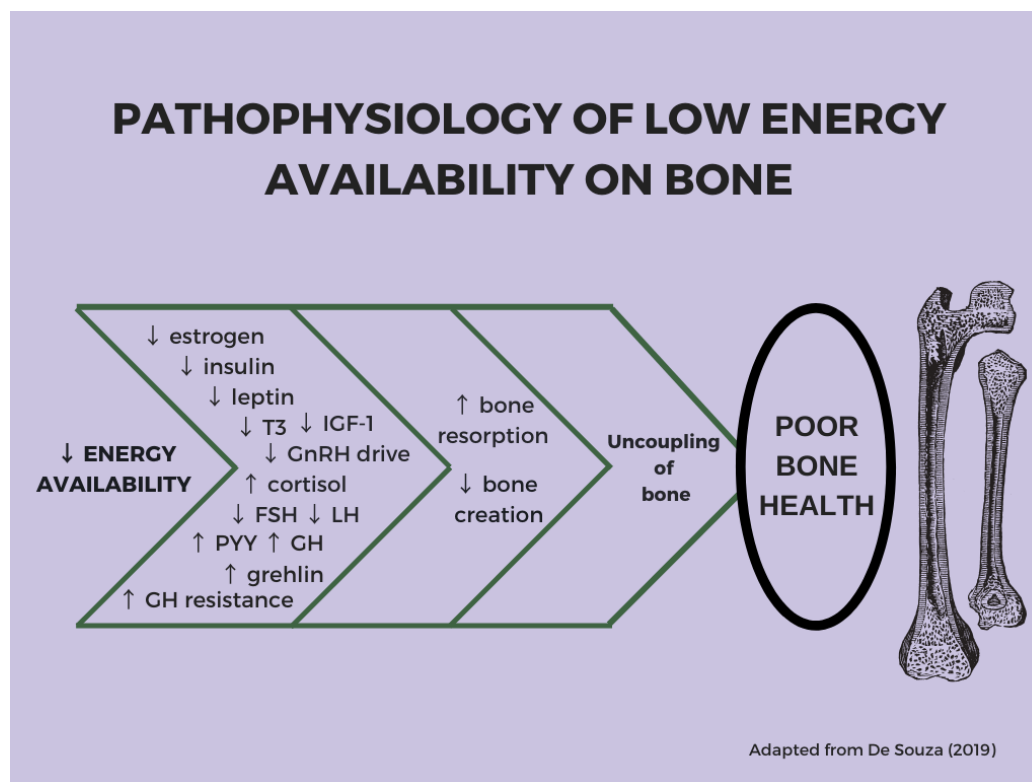 PATHOPHYSIOLOGY OF LOW ENERGY
AVAILABILITY ON BONE
↓ ENERGY
AVAILABILITY
↓ estrogen
↓ insulin
↓ leptin
↓ T3 ↓ IGF-1
↓ GnRH drive
↑ cortisol
↓ FSH ↓ LH
↑ PYY ↑ GH
↑ grehlin
↑ GH resistance
↑ bone
resorption
↓ bone
creation
Uncoupling
of
bone
POOR
BONE
HEALTH
Adapted from De Souza (2019)